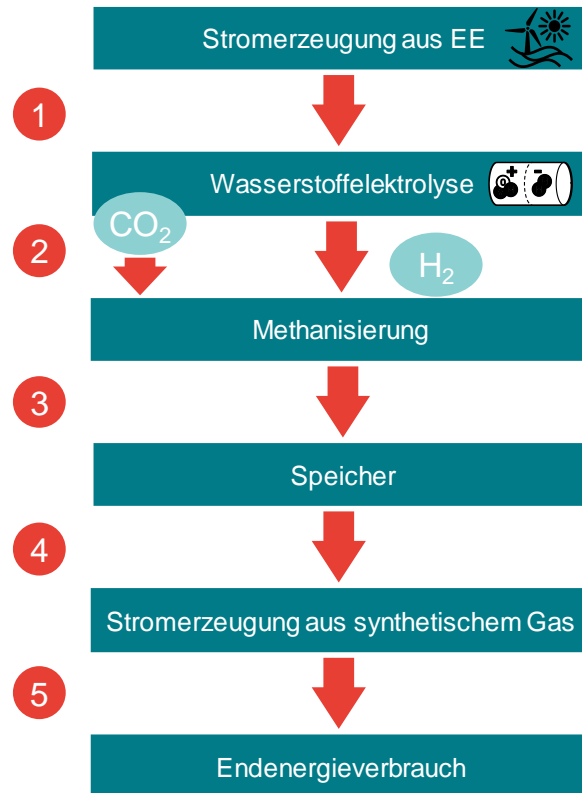 Stromerzeugung aus EE
1
Wasserstoffelektrolyse
+ -
CO₂
2
H₂
Methanisierung
3
Speicher
4
Stromerzeugung aus synthetischem Gas
5
Endenergieverbrauch